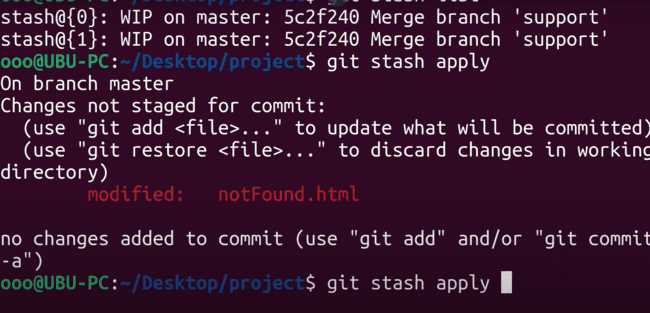 stash@{0}: WIP on master: 5c2f240 Merge branch 'support'
stash@{1}: WIP on master: 5c2f240 Merge branch 'support'
ooo@UBU-PC:~/Desktop/project$ git stash apply
On branch master
Changes not staged for commit:
  (use "git add <file>..." to update what will be committed)
  (use "git restore <file>..." to discard changes in working
directory)
        modified:   notFound.html

no changes added to commit (use "git add" and/or "git commit
-a")
ooo@UBU-PC:~/Desktop/project$ git stash apply